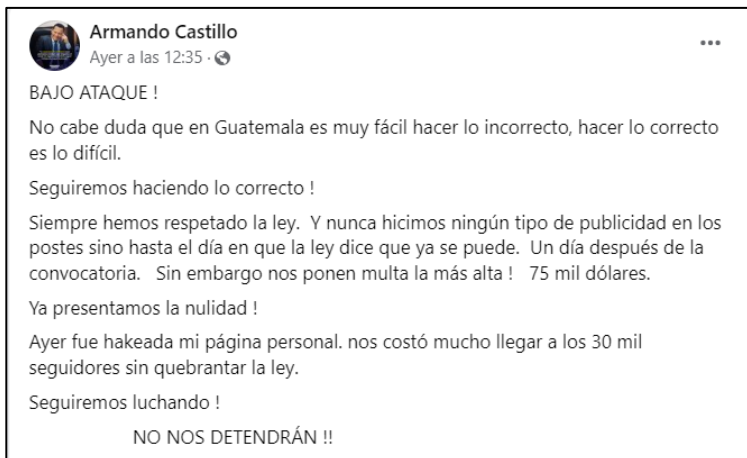 Armando Castillo
Ayer a las 12:35 ·
BAJO ATAQUE !
No cabe duda que en Guatemala es muy fácil hacer lo incorrecto, hacer lo correcto
es lo difícil.
Seguiremos haciendo lo correcto !
Siempre hemos respetado la ley.  Y nunca hicimos ningún tipo de publicidad en los
postes sino hasta el día en que la ley dice que ya se puede.  Un día después de la
convocatoria.   Sin embargo nos ponen multa la más alta !   75 mil dólares.
Ya presentamos la nulidad !
Ayer fue hakeada mi página personal. nos costó mucho llegar a los 30 mil
seguidores sin quebrantar la ley.
Seguiremos luchando !
NO NOS DETENDRÁN !!